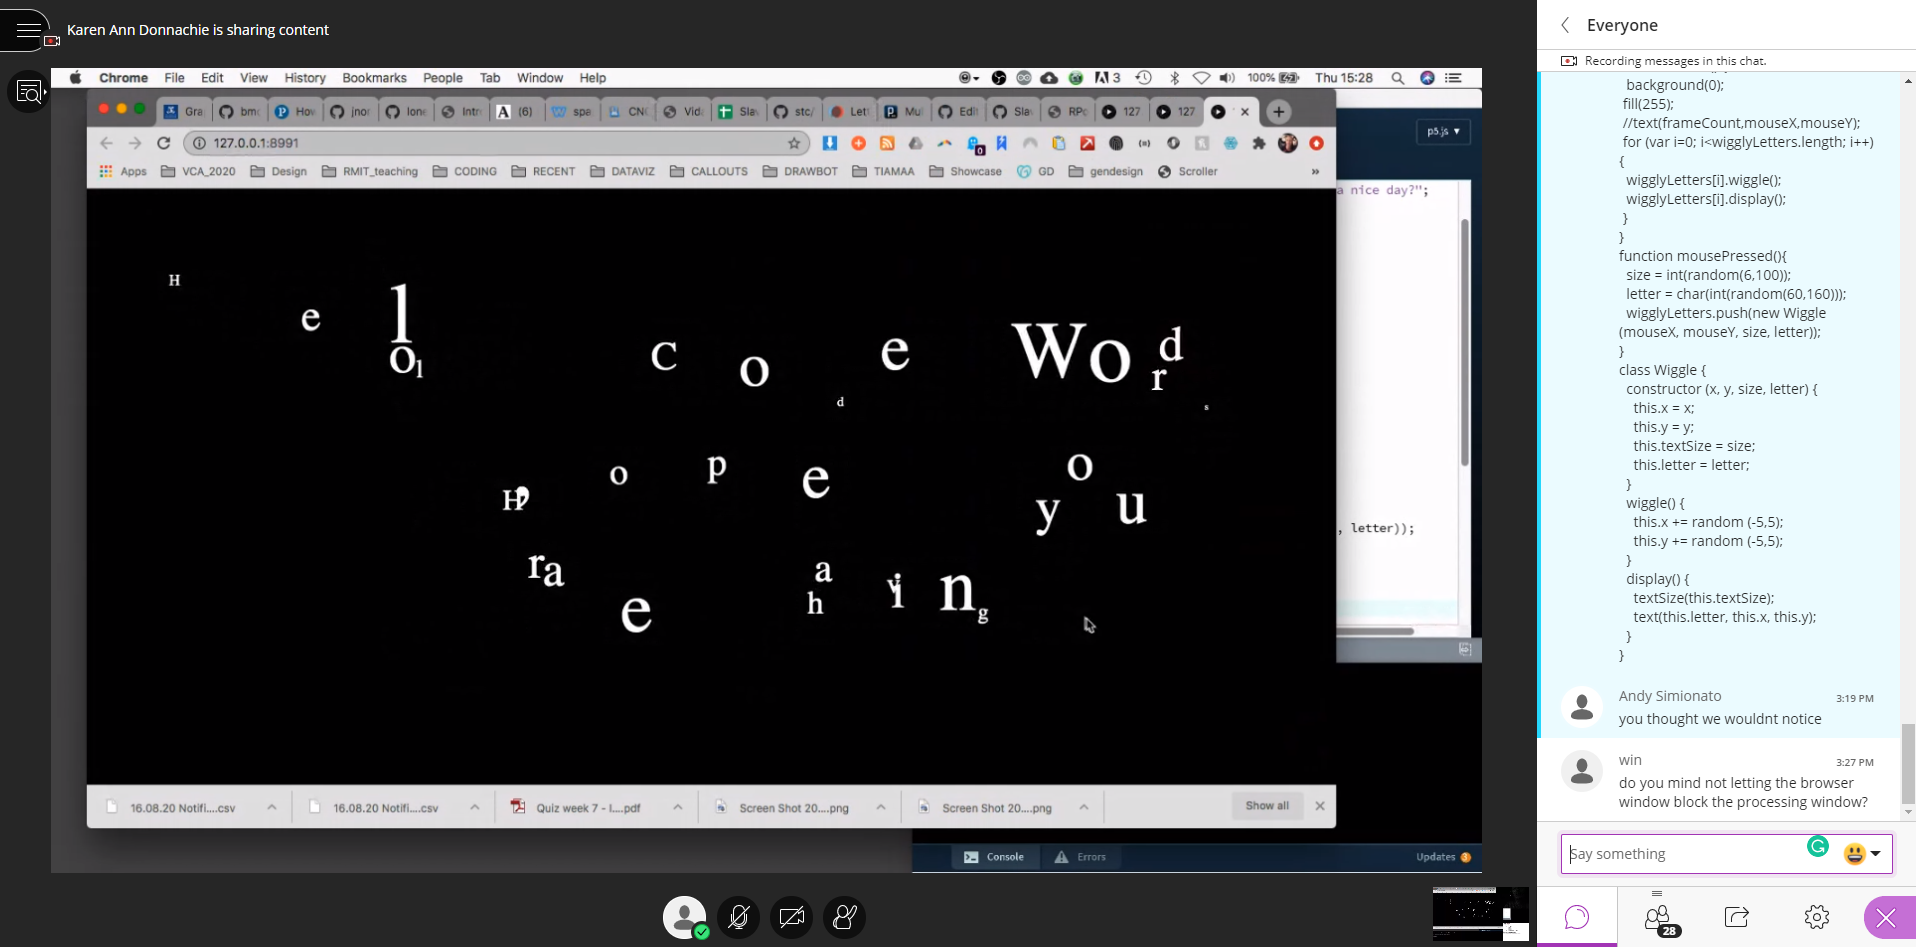 Karen Ann Donnachie is sharing content
Chrome File Edit View History Bookmarks People Tab Window Help
3 100% Thu 15:28
Gra bm How jnor lone Intr (6) spa CN Vid Sla stc/ Lett Mul Edit Sla RPc 127 127
127.0.0.1:8991
Apps VCA_2020 Design RMIT_teaching CODING RECENT DATAVIZ CALLOUTS DRAWBOT TIAMAA Showcase GD gendesign Scroller »
p5.js
a nice day?";
H
e l
o l
C o d e
W o r d s
H o p e
y o u
r a e
h a v i n g
, letter));
16.08.20 Notifi....csv
16.08.20 Notifi....csv
Quiz week 7 - I....pdf
Screen Shot 20....png
Screen Shot 20....png
Show all
Console Errors Updates
Everyone
Recording messages in this chat.
background(0);
fill(255);
//text(frameCount,mouseX,mouseY);
for (var i=0; i<wigglyLetters.length; i++)
{
wigglyLetters[i].wiggle();
wigglyLetters[i].display();
}
}
function mousePressed(){
size = int(random(6,100));
letter = char(int(random(60,160)));
wigglyLetters.push(new Wiggle
(mouseX, mouseY, size, letter));
}
class Wiggle {
constructor (x, y, size, letter) {
this.x = x;
this.y = y;
this.textSize = size;
this.letter = letter;
}
wiggle() {
this.x += random (-5,5);
this.y += random (-5,5);
}
display() {
textSize(this.textSize);
text(this.letter, this.x, this.y);
}
}
Andy Simionato 3:19 PM
you thought we wouldnt notice
win 3:27 PM
do you mind not letting the browser
window block the processing window?
Say something
28